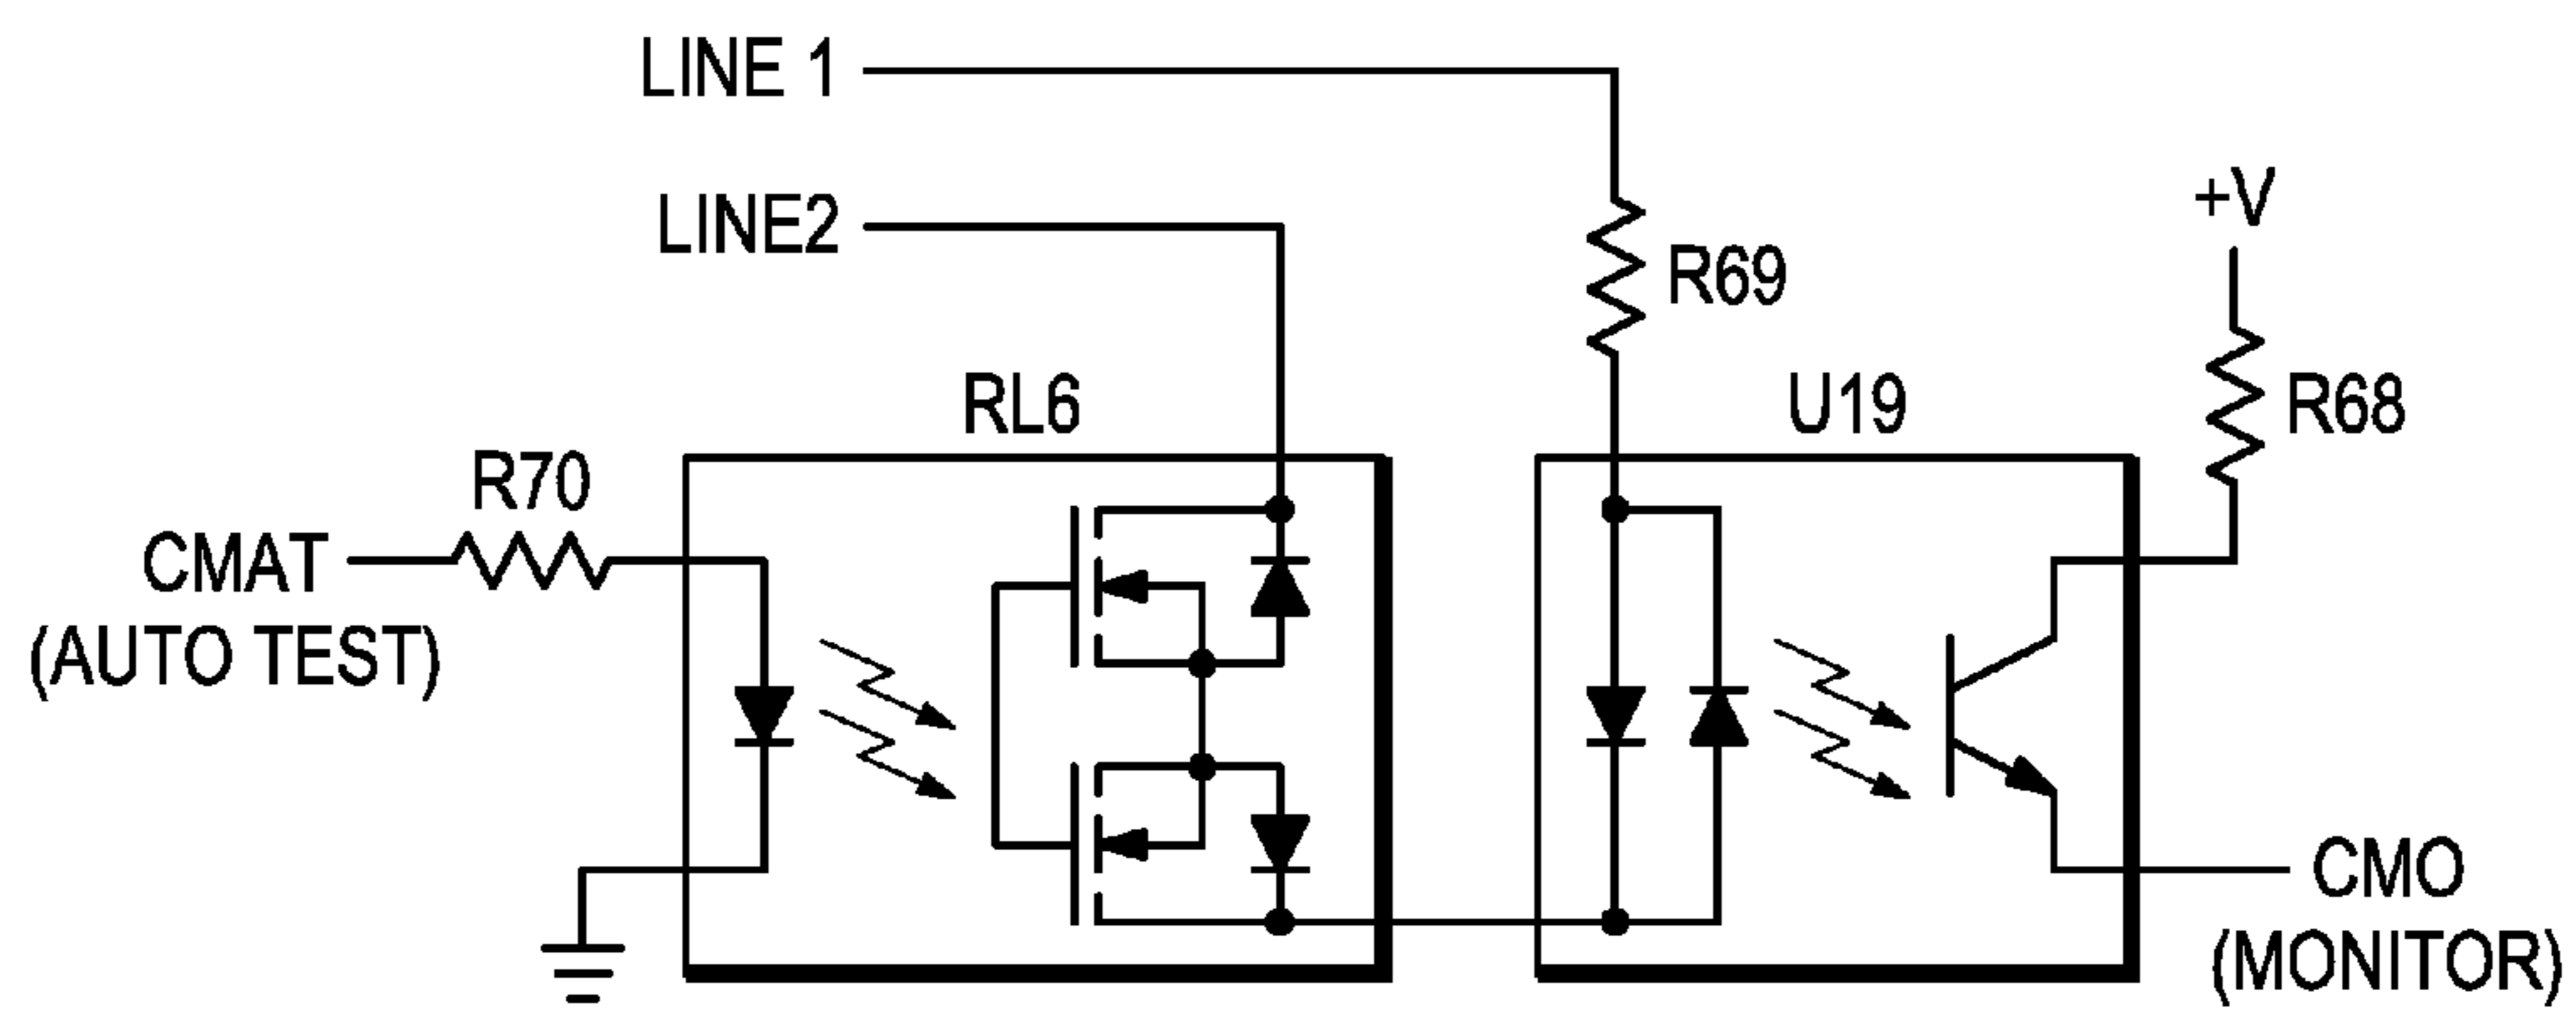 LINE 1
LINE2
+V
R69
RL6
U19
R68
R70
CMAT
(AUTO TEST)
CMO
(MONITOR)